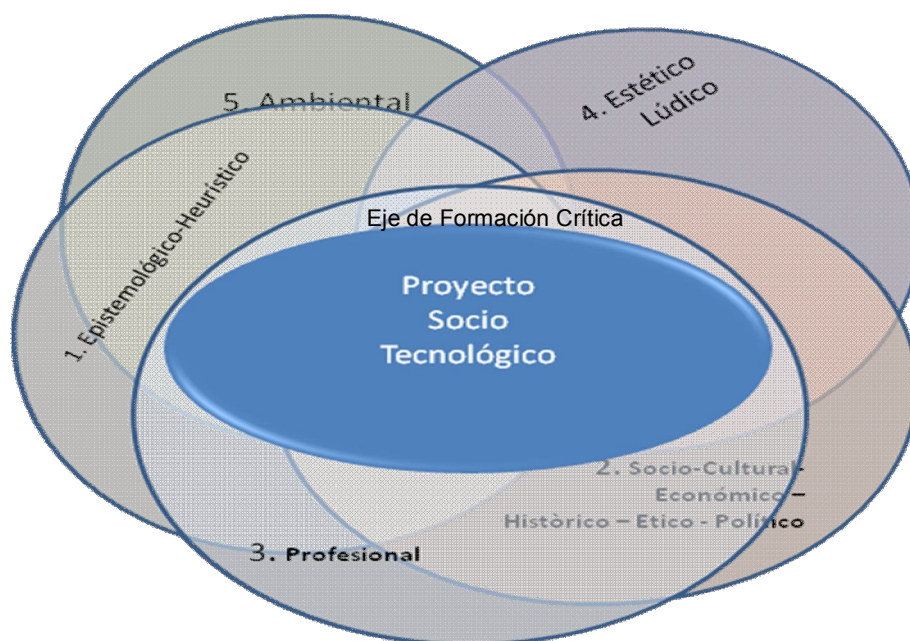 5. Ambiental
4. Estético
Lúdico
1. Epistemológico-Heurístico
Eje de Formación Crítica
Proyecto
Socio
Tecnológico
2. Socio-Cultural-
Económico –
Històrico – Etico - Político
3. Profesional